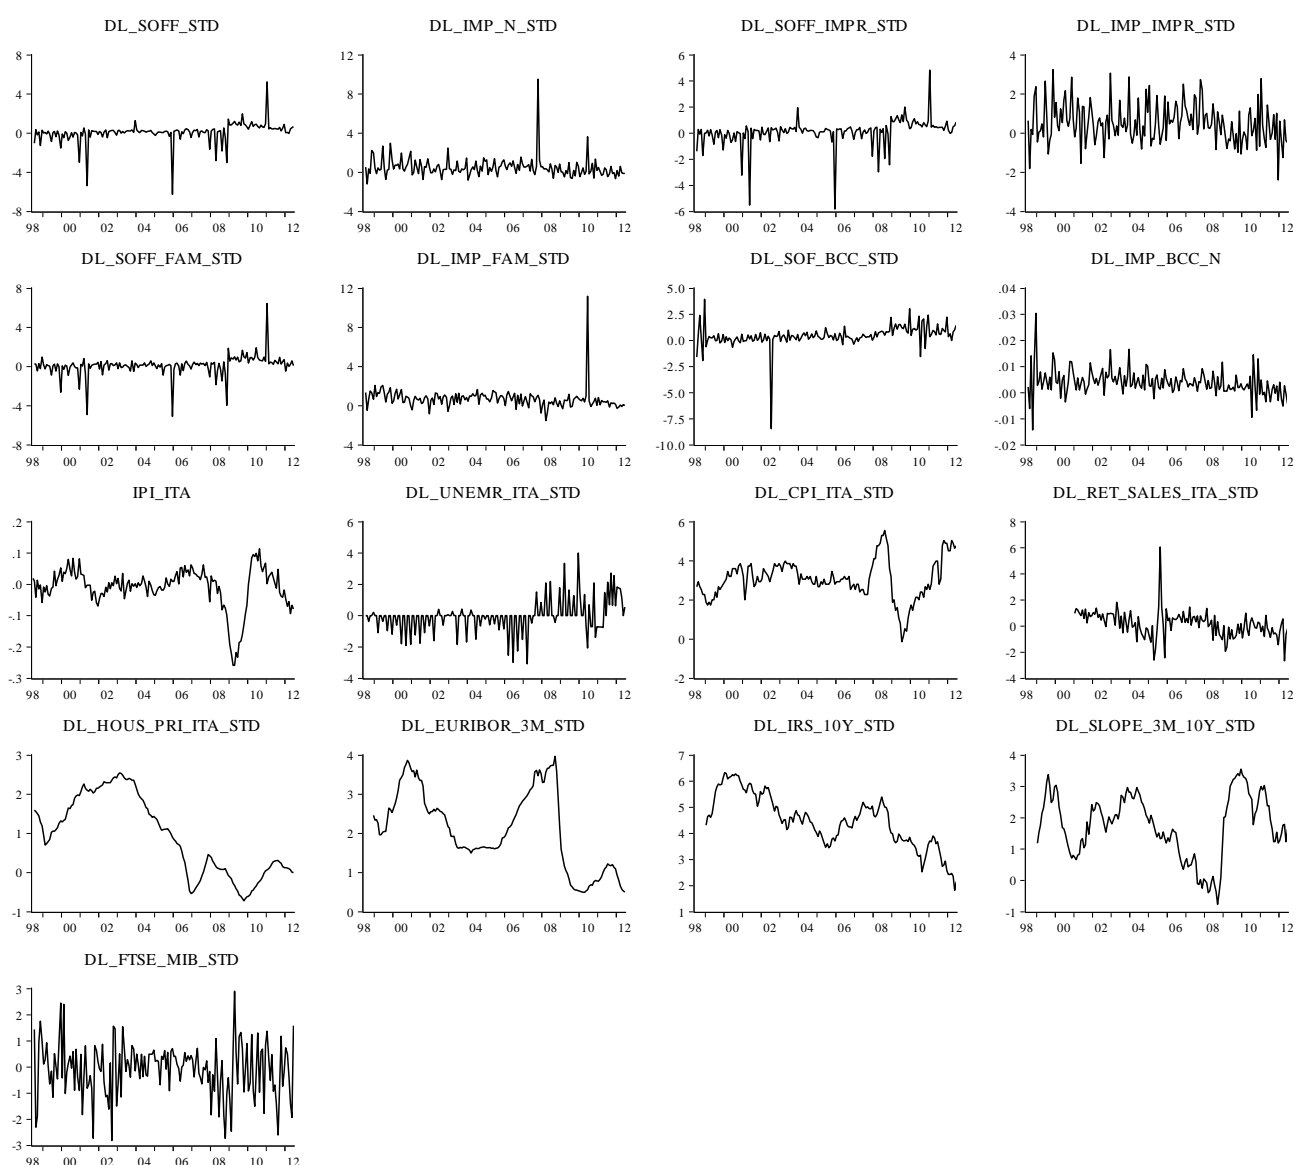 DL_SOFF_STD
DL_IMP_N_STD
DL_SOFF_IMPR_STD
DL_IMP_IMPR_STD
8
4
0
-4
-8
98 00 02 04 06 08 10 12
12
8
4
0
-4
98 00 02 04 06 08 10 12
6
4
2
0
-2
-4
-6
98 00 02 04 06 08 10 12
4
2
0
-2
-4
98 00 02 04 06 08 10 12
DL_SOFF_FAM_STD
DL_IMP_FAM_STD
DL_SOF_BCC_STD
DL_IMP_BCC_N
8
4
0
-4
-8
98 00 02 04 06 08 10 12
12
8
4
0
-4
98 00 02 04 06 08 10 12
5.0
2.5
0.0
-2.5
-5.0
-7.5
-10.0
98 00 02 04 06 08 10 12
.04
.03
.02
.01
.00
-.01
-.02
98 00 02 04 06 08 10 12
IPI_ITA
DL_UNEMR_ITA_STD
DL_CPI_ITA_STD
DL_RET_SALES_ITA_STD
.2
.1
.0
-.1
-.2
-.3
98 00 02 04 06 08 10 12
6
4
2
0
-2
-4
98 00 02 04 06 08 10 12
6
4
2
0
-2
98 00 02 04 06 08 10 12
8
6
4
2
0
-2
-4
98 00 02 04 06 08 10 12
DL_HOUS_PRI_ITA_STD
DL_EURIBOR_3M_STD
DL_IRS_10Y_STD
DL_SLOPE_3M_10Y_STD
3
2
1
0
-1
98 00 02 04 06 08 10 12
4
3
2
1
0
98 00 02 04 06 08 10 12
7
6
5
4
3
2
1
98 00 02 04 06 08 10 12
4
3
2
1
0
-1
98 00 02 04 06 08 10 12
DL_FTSE_MIB_STD
3
2
1
0
-1
-2
-3
98 00 02 04 06 08 10 12